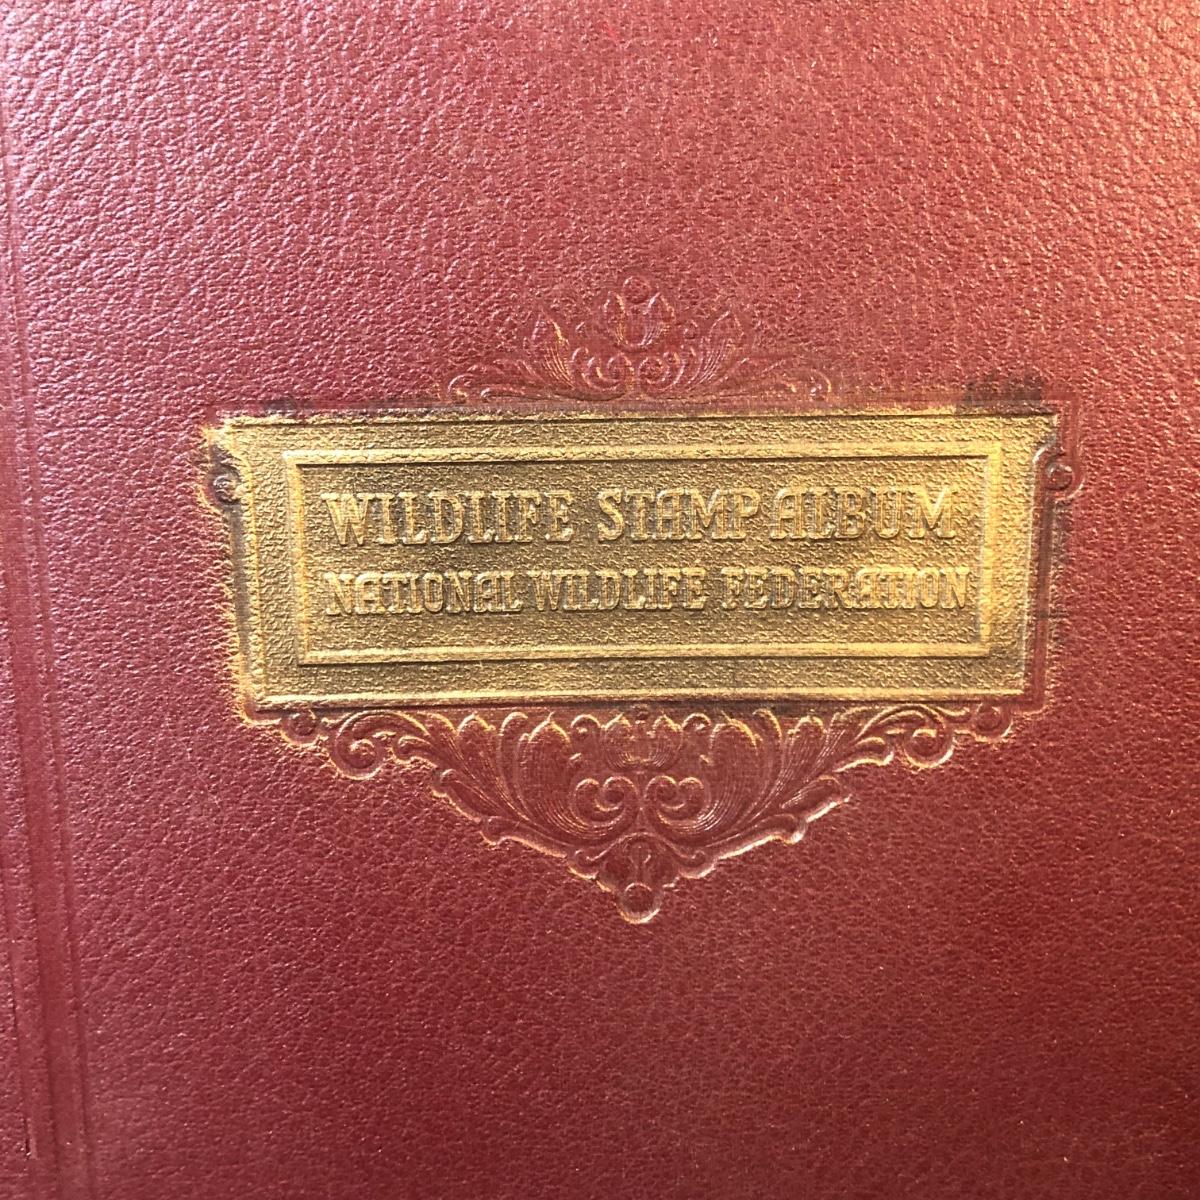 WILDLIFE STAMP ALBUM
NATIONAL WILDLIFE FEDERATION